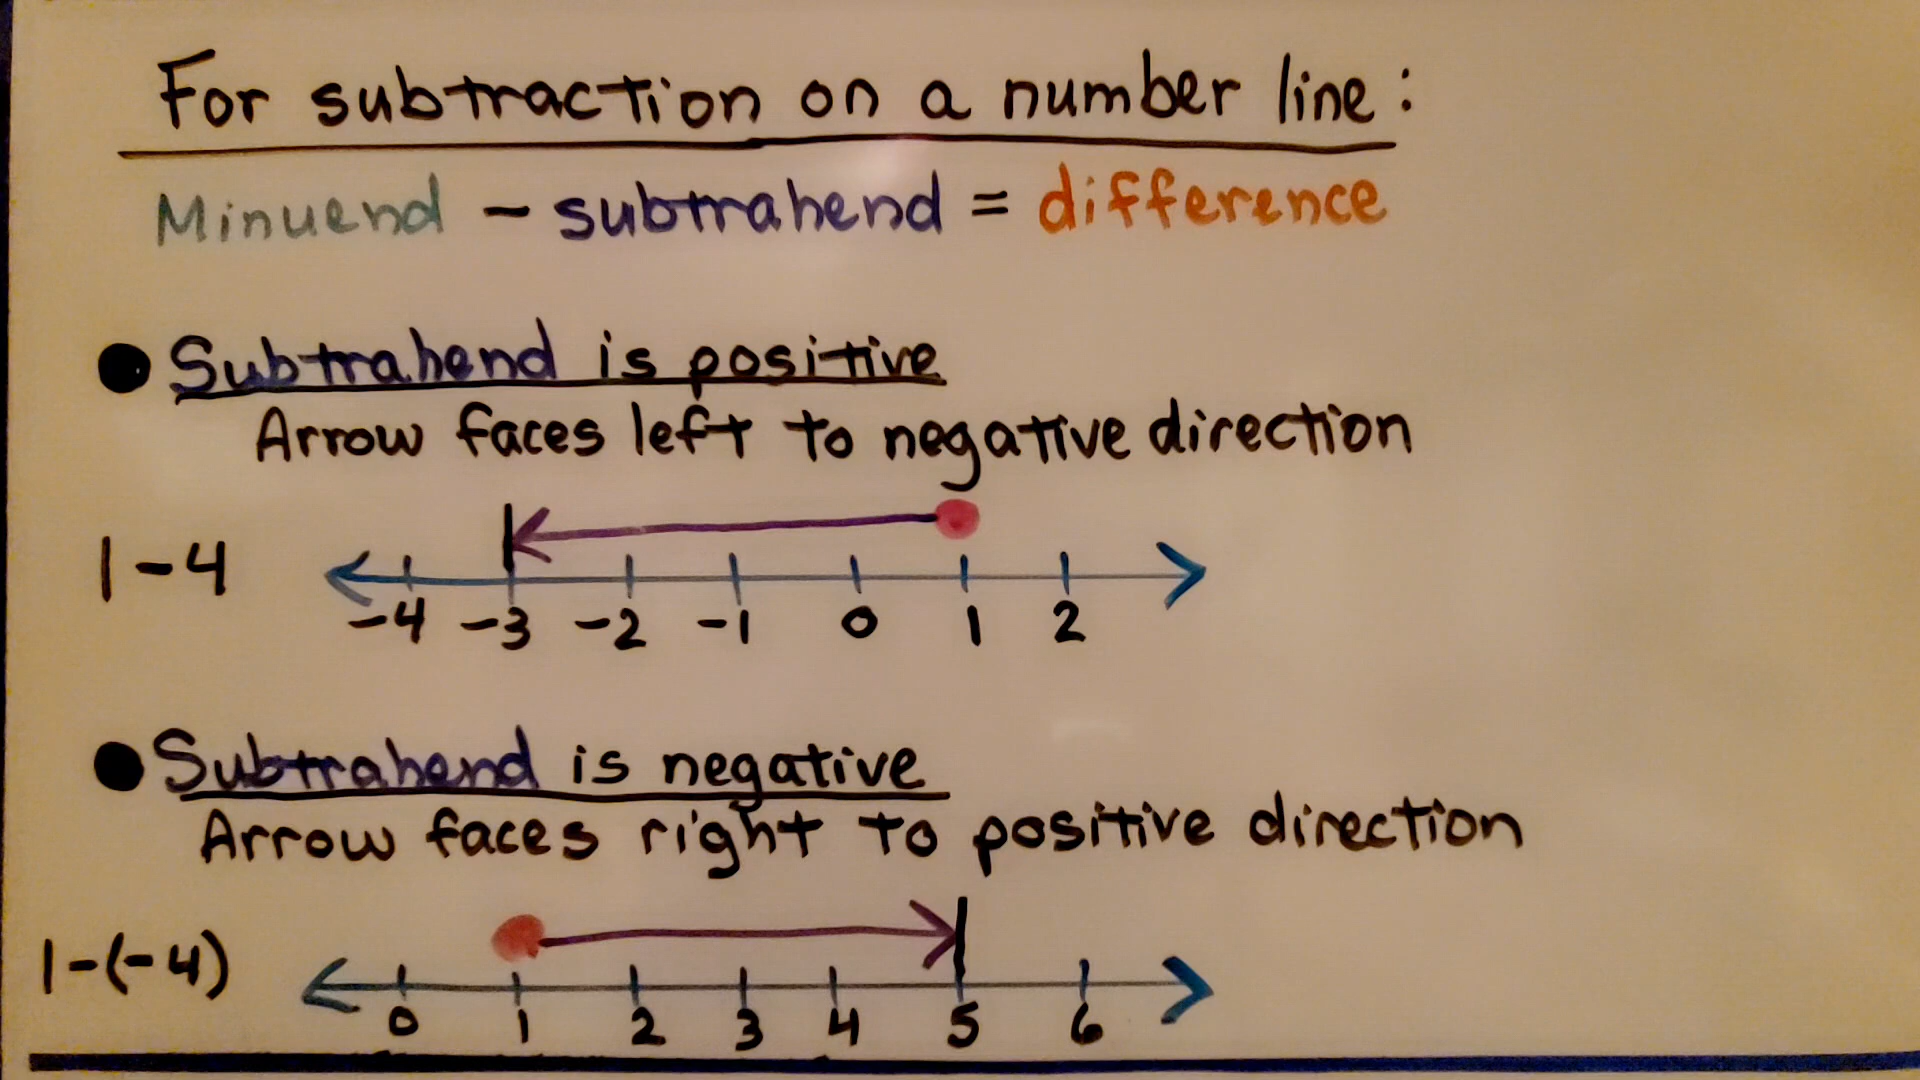 For subtraction on a number line:
Minuend - subtrahend = difference
● Subtrahend is positive
Arrow faces left to negative direction
1-4
-4 -3 -2 -1 0 1 2
● Subtrahend is negative
Arrow faces right to positive direction
1-(-4)
0 1 2 3 4 5 6